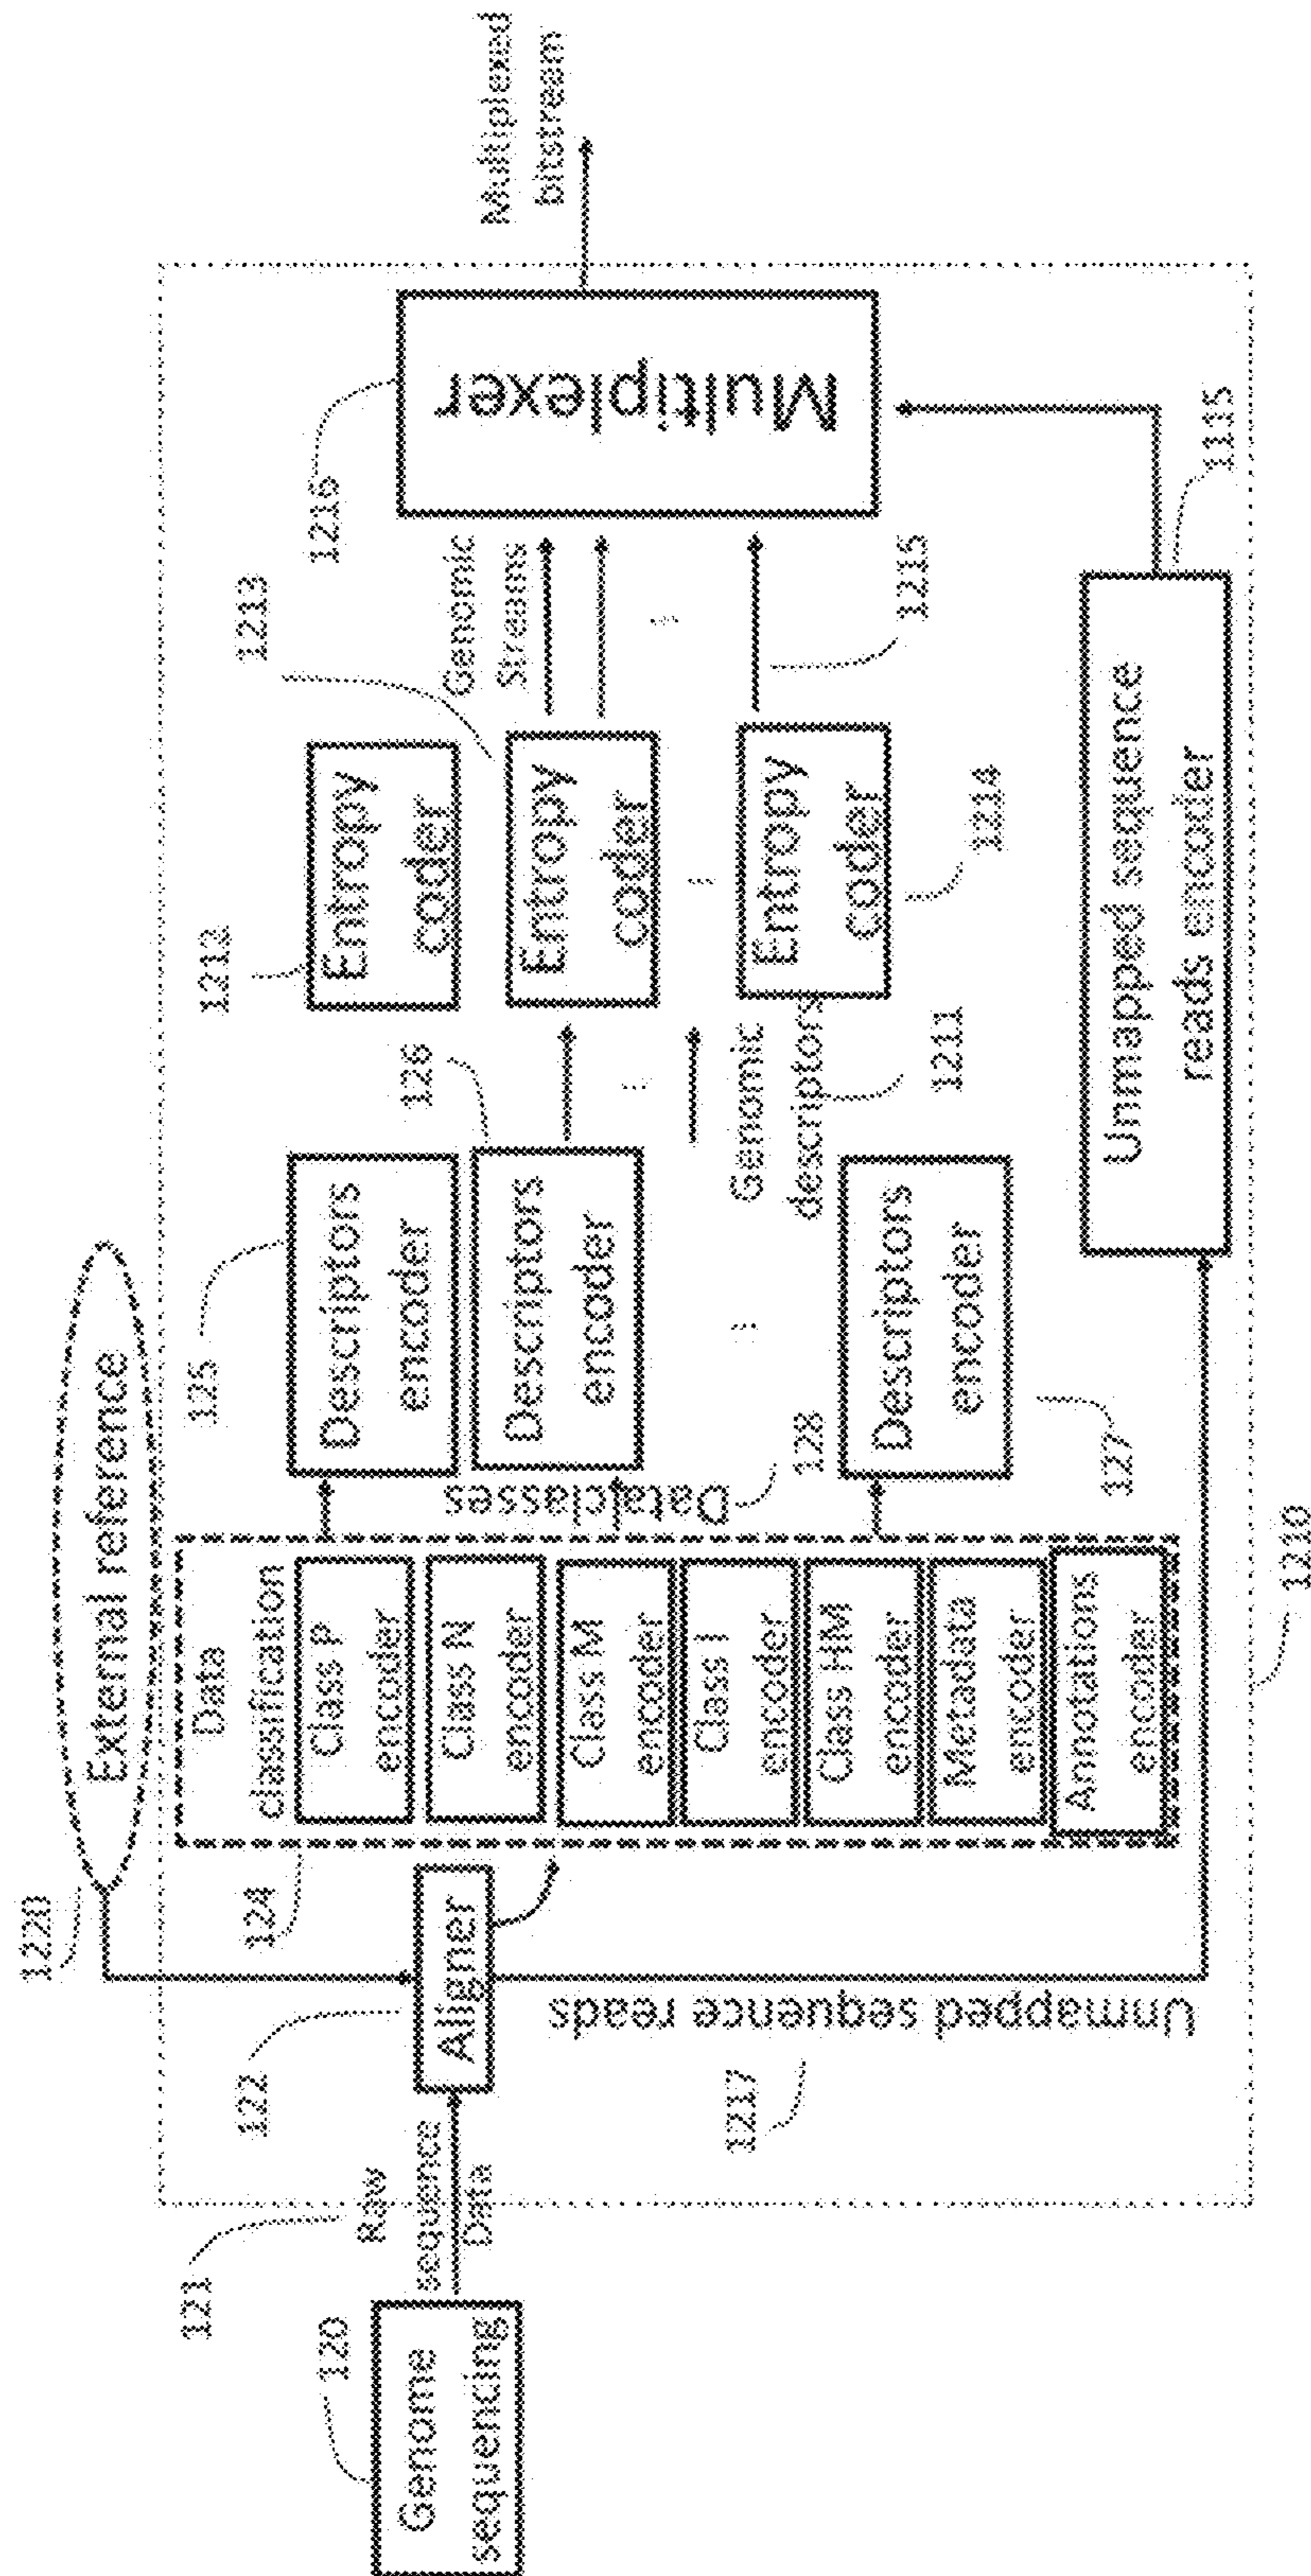 1220
External reference
120
Genome
sequencing
121
Raw
sequence
Data
122
Aligner
1217
Unmapped sequence reads
124
Data
classification
Class P
encoder
Class N
encoder
Class M
encoder
Class I
encoder
Class HM
encoder
Metadata
encoder
Annotations
encoder
Data classes
128
125
Descriptors
encoder
126
Descriptors
encoder
...
Descriptors
encoder
127
...
Genomic
descriptors
1211
1212
Entropy
coder
1213
Entropy
coder
...
Entropy
coder
1214
Genomic
Streams
...
1215
1216
Multiplexer
Multiplexed
bitstream
Unmapped sequence
reads encoder
1115
1210